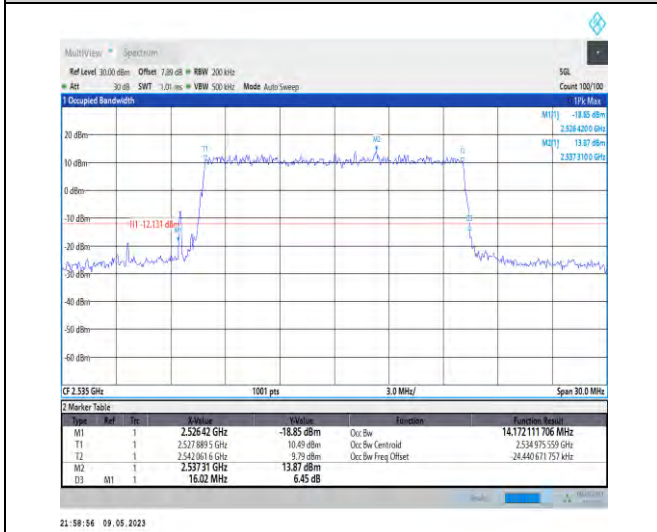 MultiView Spectrum
Ref Level 30.00 dBm Offset 7.89 dB RBW 200 kHz SGL
Att 30 dB SWT 1.01 ms VBW 500 kHz Mode Auto Sweep Count 100/100
1 Occupied Bandwidth 1Pk Max
M1[1] -18.85 dBm
2.526 4200 GHz
M2[1] 13.87 dBm
2.537 3100 GHz
20 dBm
T1
M2
T2
10 dBm
0 dBm
-10 dBm
H1 -12.131 dBm
D3
-20 dBm
-30 dBm
-40 dBm
-50 dBm
-60 dBm
CF 2.535 GHz 1001 pts 3.0 MHz/ Span 30.0 MHz
2 Marker Table
Type Ref Trc X-Value Y-Value Function Function Result
M1 1 2.52642 GHz -18.85 dBm Occ Bw 14.172 111 706 MHz
T1 1 2.527 889 5 GHz 10.49 dBm Occ Bw Centroid 2.534 975 559 GHz
T2 1 2.542 061 6 GHz 9.79 dBm Occ Bw Freq Offset -24.440 671 757 kHz
M2 1 2.53731 GHz 13.87 dBm
D3 M1 1 16.02 MHz 6.45 dB
21:58:56 09.05.2023